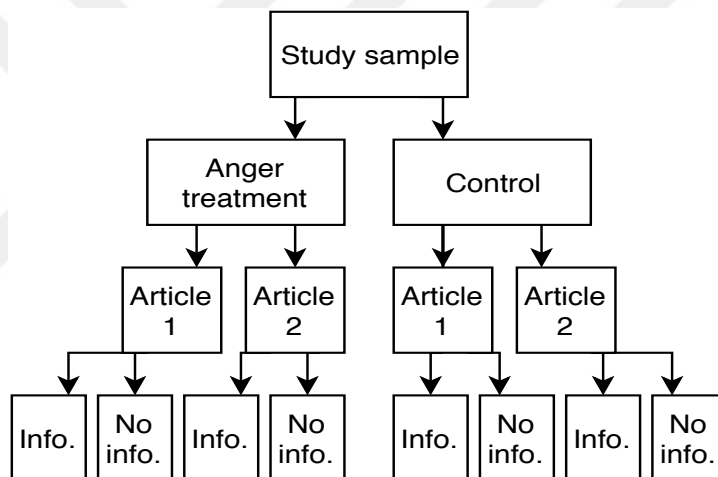 Study sample
Anger
treatment
Control
Article
1
Article
2
Article
1
Article
2
Info.
No
info.
Info.
No
info.
Info.
No
info.
Info.
No
info.